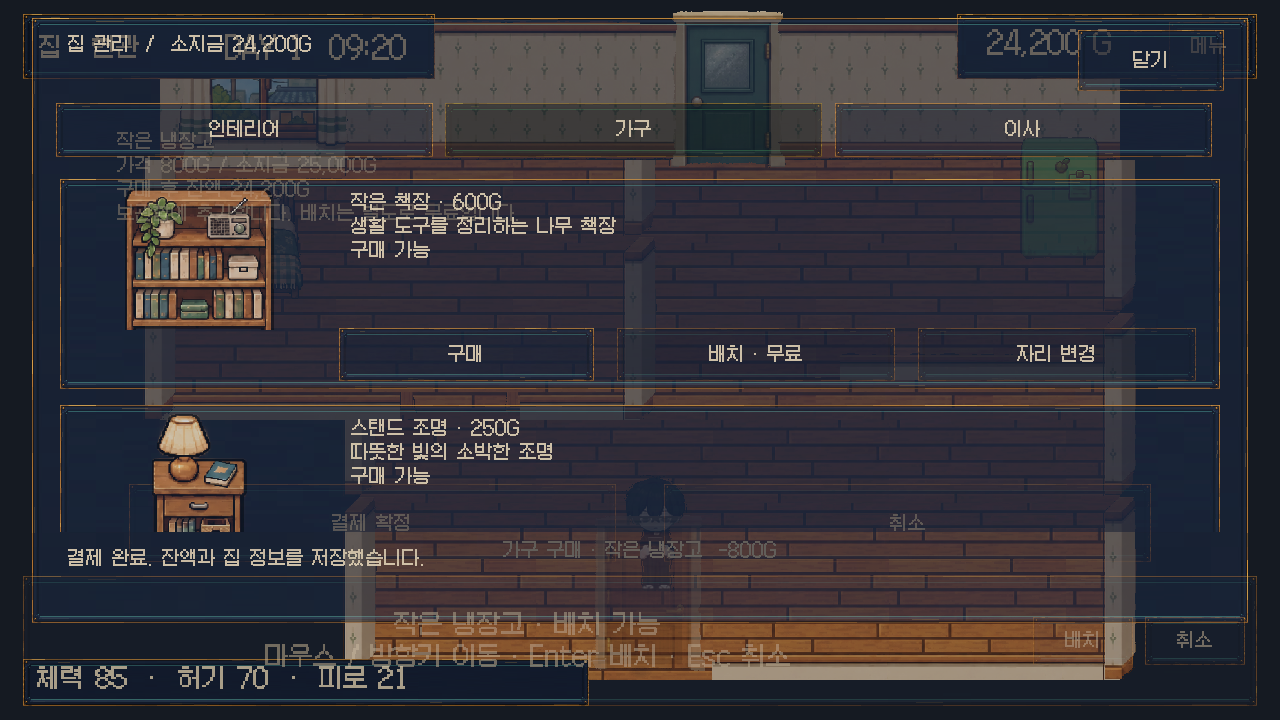 집 관리 / 소지금 24,200G
DAY 1 09:20
24,200 G
메뉴
닫기
인테리어
가구
이사
작은 냉장고
가격 800G / 소지금 25,000G
구매 후 잔액 24,200G
작은 책장 · 600G
생활 도구를 정리하는 나무 책장
구매 가능
구매
배치 · 무료
자리 변경
스탠드 조명 · 250G
따뜻한 빛의 소박한 조명
구매 가능
결제 확정
취소
가구 구매 · 작은 냉장고 -800G
결제 완료. 잔액과 집 정보를 저장했습니다.
작은 냉장고 · 배치 가능
배치
취소
마우스 / 방향키 이동 · Enter 배치 · Esc 취소
체력 85 · 허기 70 · 피로 21